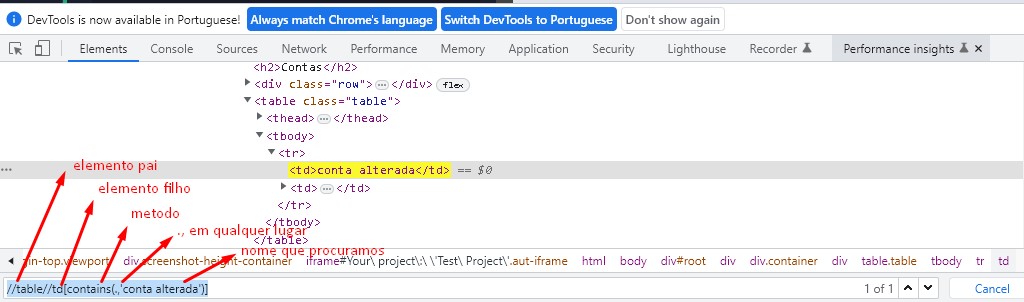 DevTools is now available in Portuguese! Always match Chrome's language Switch DevTools to Portuguese Don't show again
Elements Console Sources! Network Performance Memory Application Security Lighthouse Recorder Performance insights ×
<h2>Contas</h2>
<div class="row"> … </div> flex
<table class="table">
<thead> … </thead>
<tbody>
<tr>
… <td>conta alterada</td> == $0
<td> … </td>
</tr>
</tbody>
</table>
elemento pai
elemento filho
metodo
., em qualquer lugar
nome que procuramos
in-top.viewport div.screenshot-height-container iframe#Your\ project\:\ \'Test Project\'.aut-iframe html body div#root div div.container div table.table tbody tr td
//table//td[contains(.,'conta alterada')] 1 of 1 Cancel